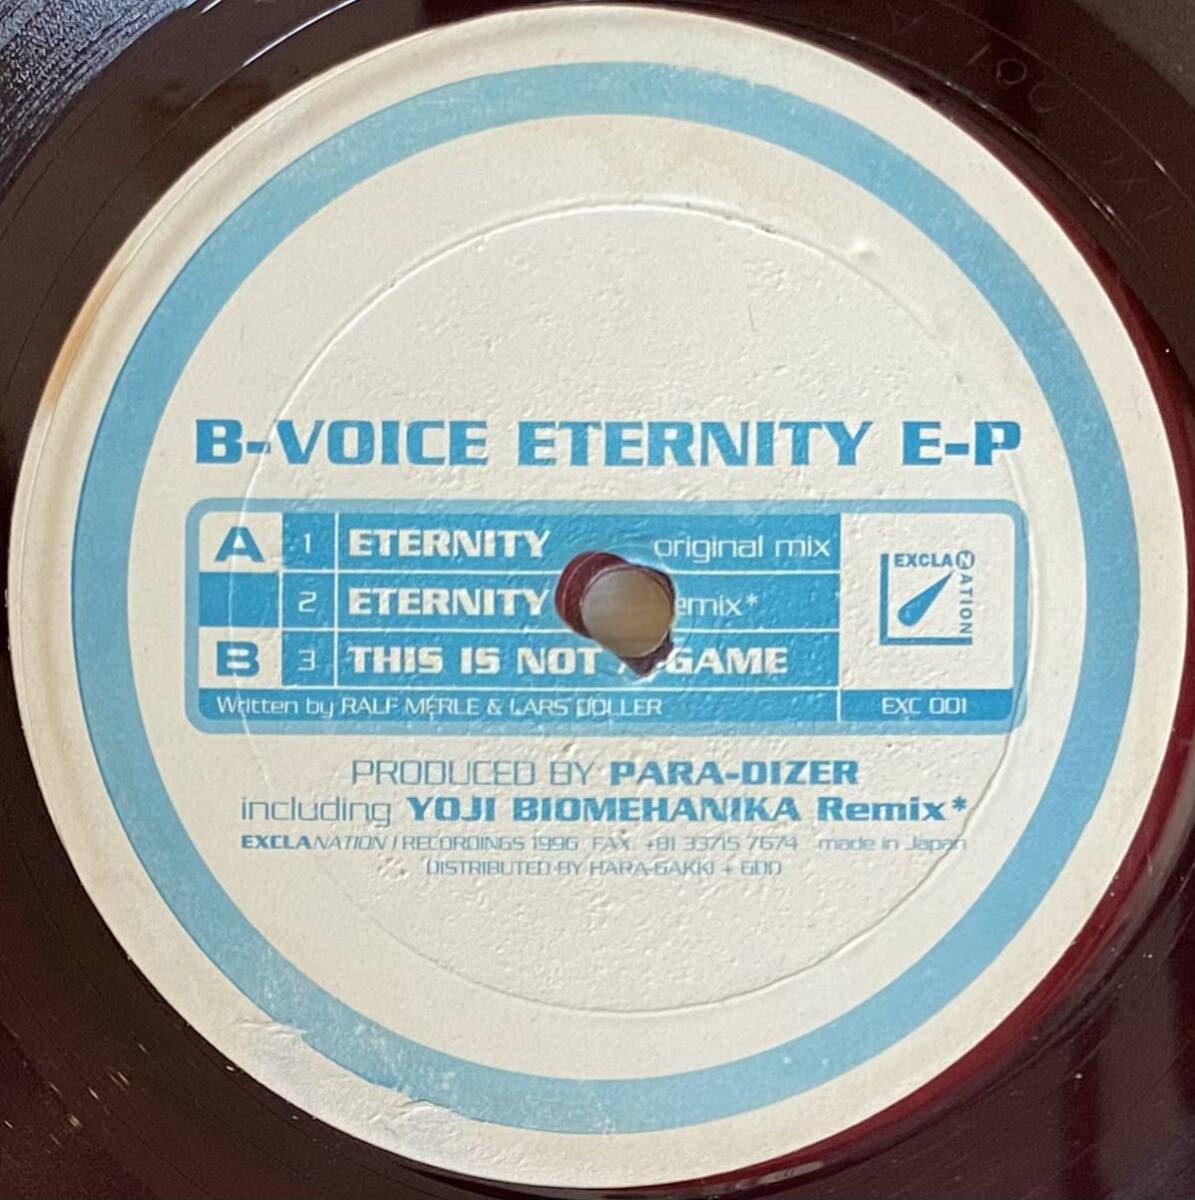 B-VOICE ETERNITY E-P
A 1 ETERNITY original mix
2 ETERNITY
B 3 THIS IS NOT GAME
EXCLANATION
Written by RALF MERLE & LARS DOLLER
EXC 001
PRODUCED BY PARA-DIZER
including YOJI BIOMEHANIKA Remix*
EXCLANATION / RECORDINGS 1996 FAX. +81 33715 7674 made in Japan
DISTRIBUTED BY HARA-GAKKI + GDD